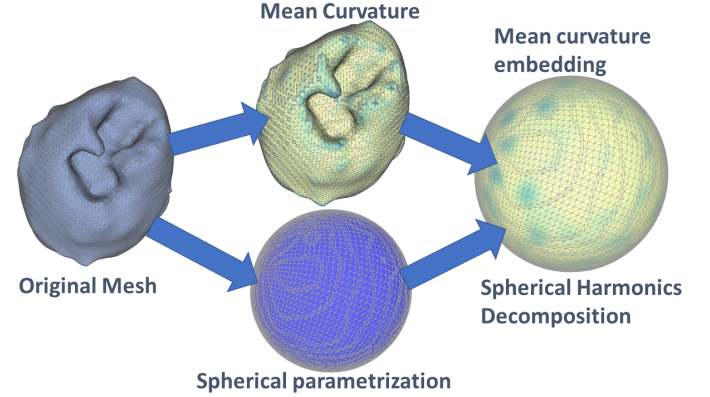 Mean Curvature
Mean curvature
embedding
Original Mesh
Spherical Harmonics
Decomposition
Spherical parametrization